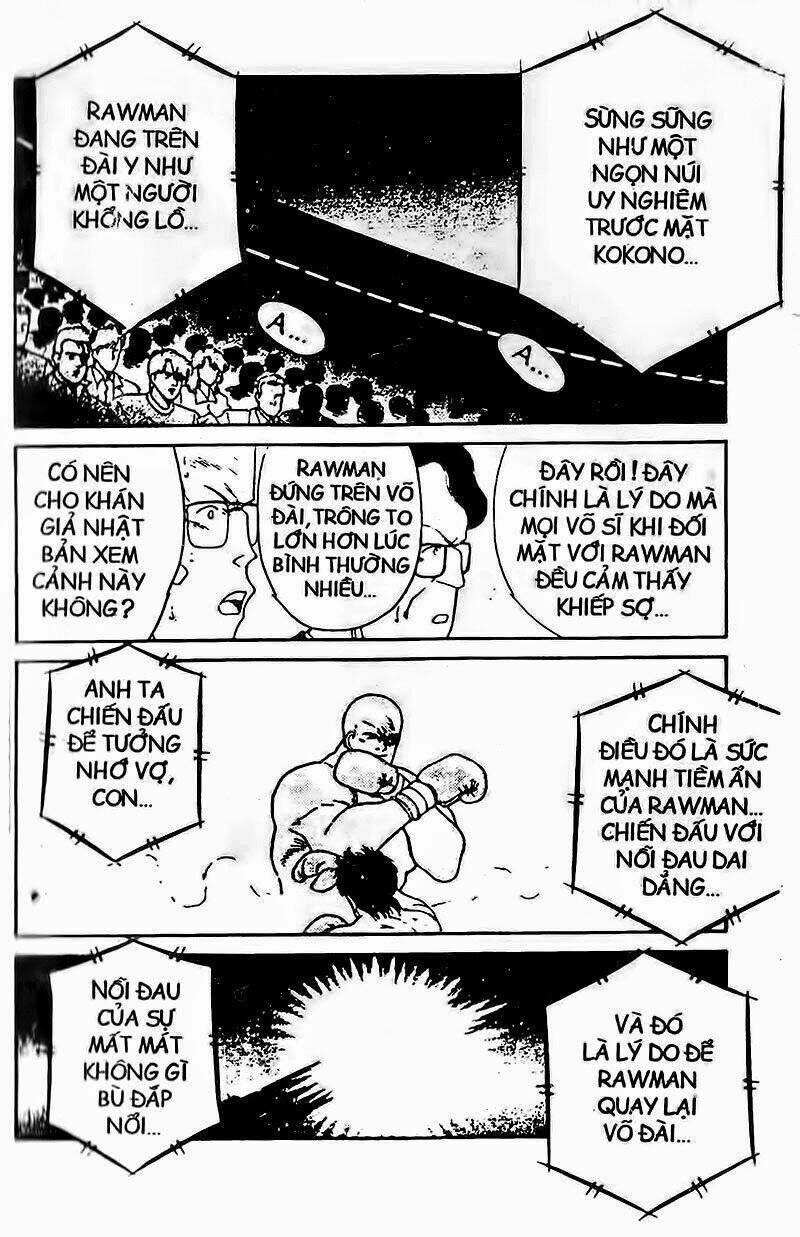 RAWMAN
ĐANG TRÊN
ĐÀI Y NHƯ
MỘT NGƯỜI
KHỔNG LỒ...
SỪNG SỮNG
NHƯ MỘT
NGỌN NÚI
UY NGHIÊM
TRƯỚC MẶT
KOKONO...
A...
A...
CÓ NÊN
CHO KHÁN
GIẢ NHẬT
BẢN XEM
CẢNH NÀY
KHÔNG?
RAWMAN
ĐỨNG TRÊN VÕ
ĐÀI, TRÔNG TO
LỚN HƠN LÚC
BÌNH THƯỜNG
NHIỀU...
ĐÂY RỒI! ĐÂY
CHÍNH LÀ LÝ DO MÀ
MỌI VÕ SĨ KHI ĐỐI
MẶT VỚI RAWMAN
ĐỀU CẢM THẤY
KHIẾP SỢ...
ANH TA
CHIẾN ĐẤU
ĐỂ TƯỞNG
NHỚ VỢ,
CON...
CHÍNH
ĐIỀU ĐÓ LÀ SỨC
MẠNH TIỀM ẨN
CỦA RAWMAN...
CHIẾN ĐẤU VỚI
NỖI ĐAU DAI
DẲNG...
NỖI ĐAU
CỦA SỰ
MẤT MÁT
KHÔNG GÌ
BÙ ĐẮP
NỔI...
VÀ ĐÓ
LÀ LÝ DO ĐỂ
RAWMAN
QUAY LẠI
VÕ ĐÀI...